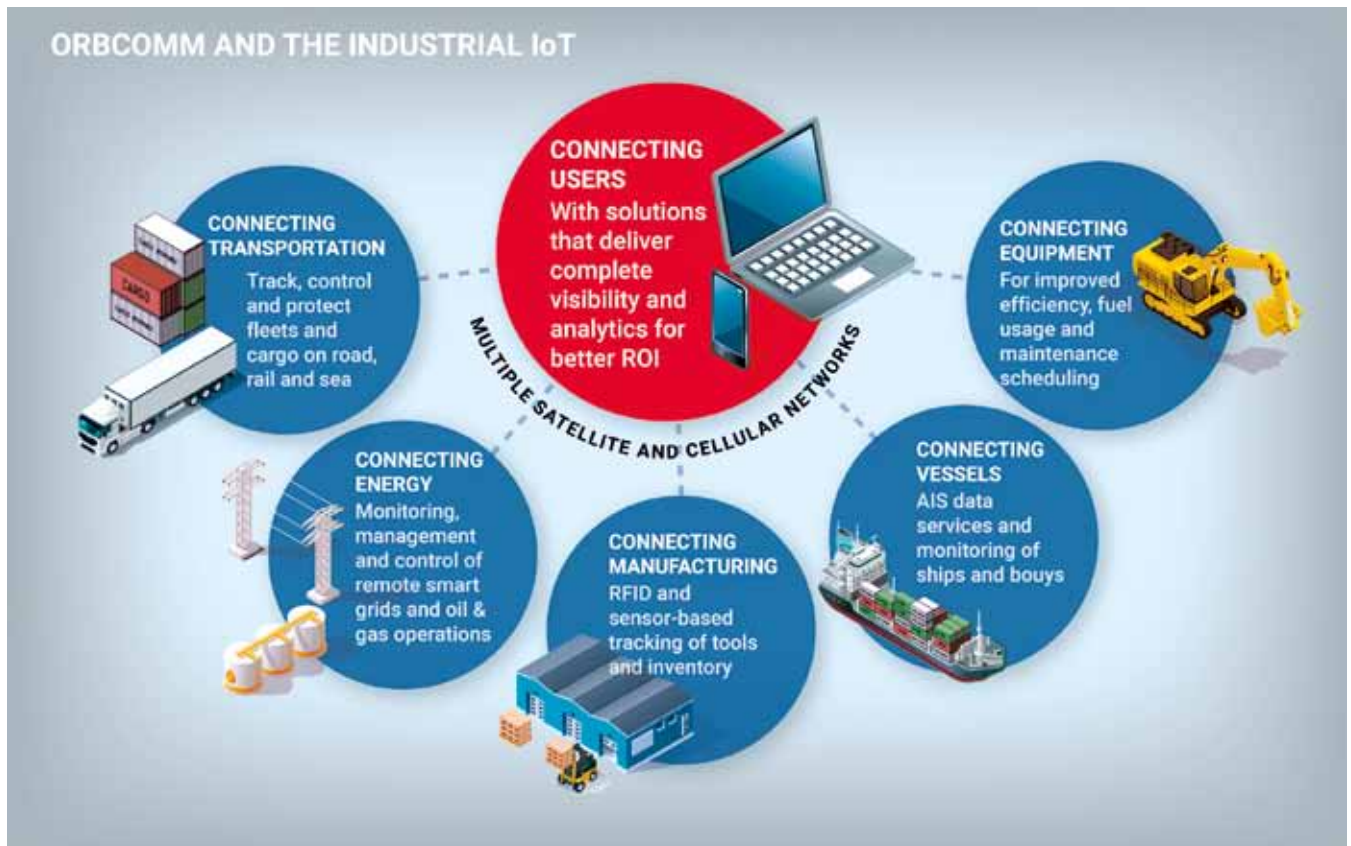 ORBCOMM AND THE INDUSTRIAL IoT
CONNECTING
USERS
With solutions
that deliver
complete
visibility and
analytics for
better ROI
MULTIPLE SATELLITE AND CELLULAR NETWORKS
CONNECTING
TRANSPORTATION
Track, control
and protect
fleets and
cargo on road,
rail and sea
CARGO
CONNECTING
ENERGY
Monitoring,
management
and control of
remote smart
grids and oil &
gas operations
CONNECTING
MANUFACTURING
RFID and
sensor-based
tracking of tools
and inventory
CONNECTING
VESSELS
AIS data
services and
monitoring of
ships and bouys
CONNECTING
EQUIPMENT
For improved
efficiency, fuel
usage and
maintenance
scheduling